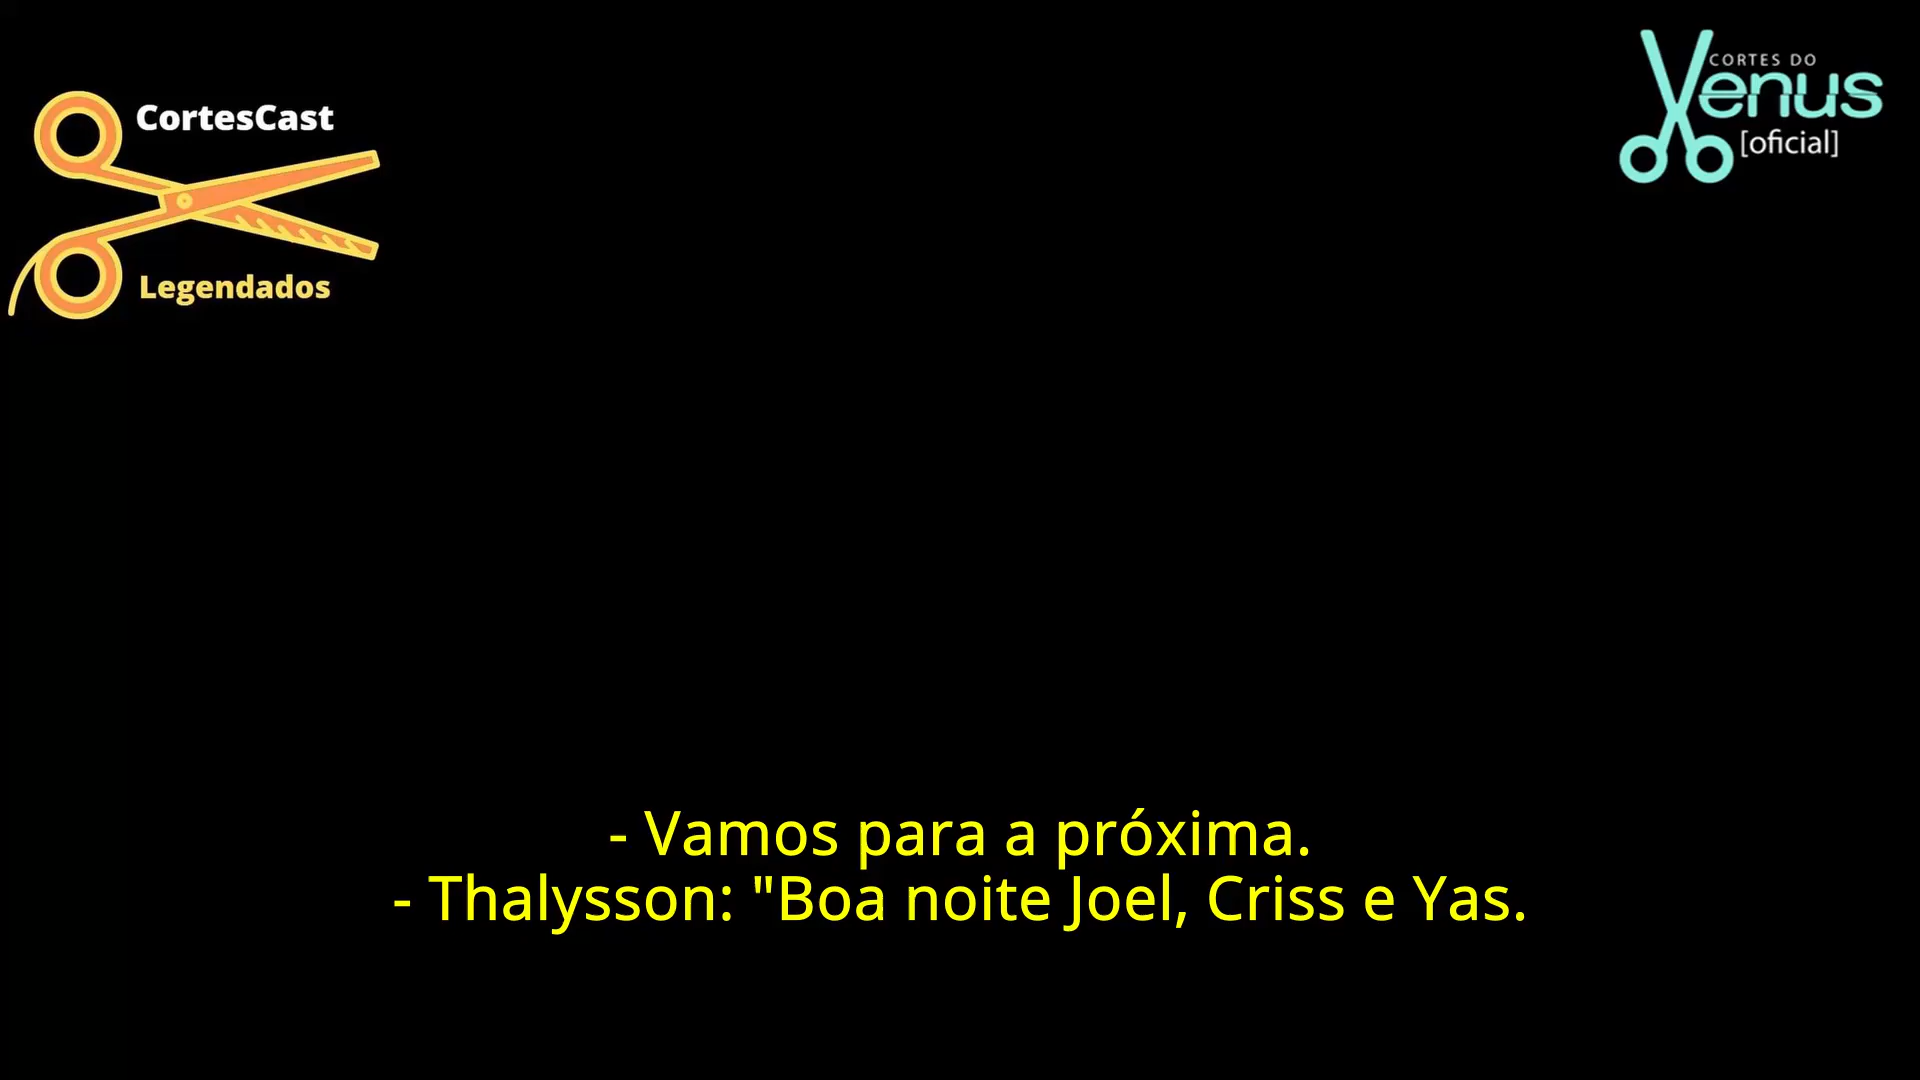 CortesCast
Legendados
CORTES DO
Venus
[oficial]
- Vamos para a próxima.
- Thalysson: "Boa noite Joel, Criss e Yas.